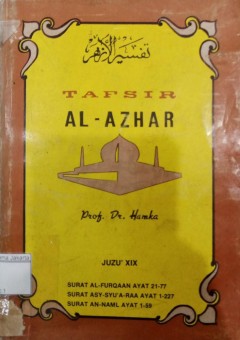 تفسير الأزهر
TAFSIR
AL-AZHAR
Prof. Dr. Hamka
JUZU' XIX
SURAT AL-FURQAAN AYAT 21-77
SURAT ASY-SYU'A-RAA AYAT 1-227
SURAT AN-NAML AYAT 1-59